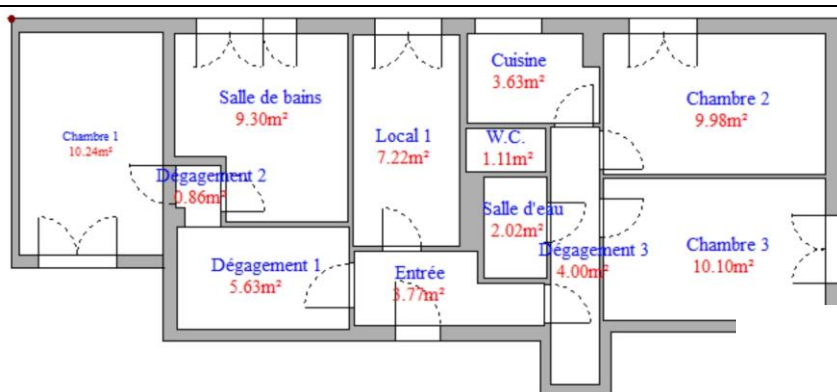 Chambre 1
10.24m²
Salle de bains
9.30m²
Dégagement 2
0.86m²
Dégagement 1
5.63m²
Local 1
7.22m²
Entrée
3.77m²
Cuisine
3.63m²
W.C.
1.11m²
Salle d'eau
2.02m²
Dégagement 3
4.00m²
Chambre 2
9.98m²
Chambre 3
10.10m²